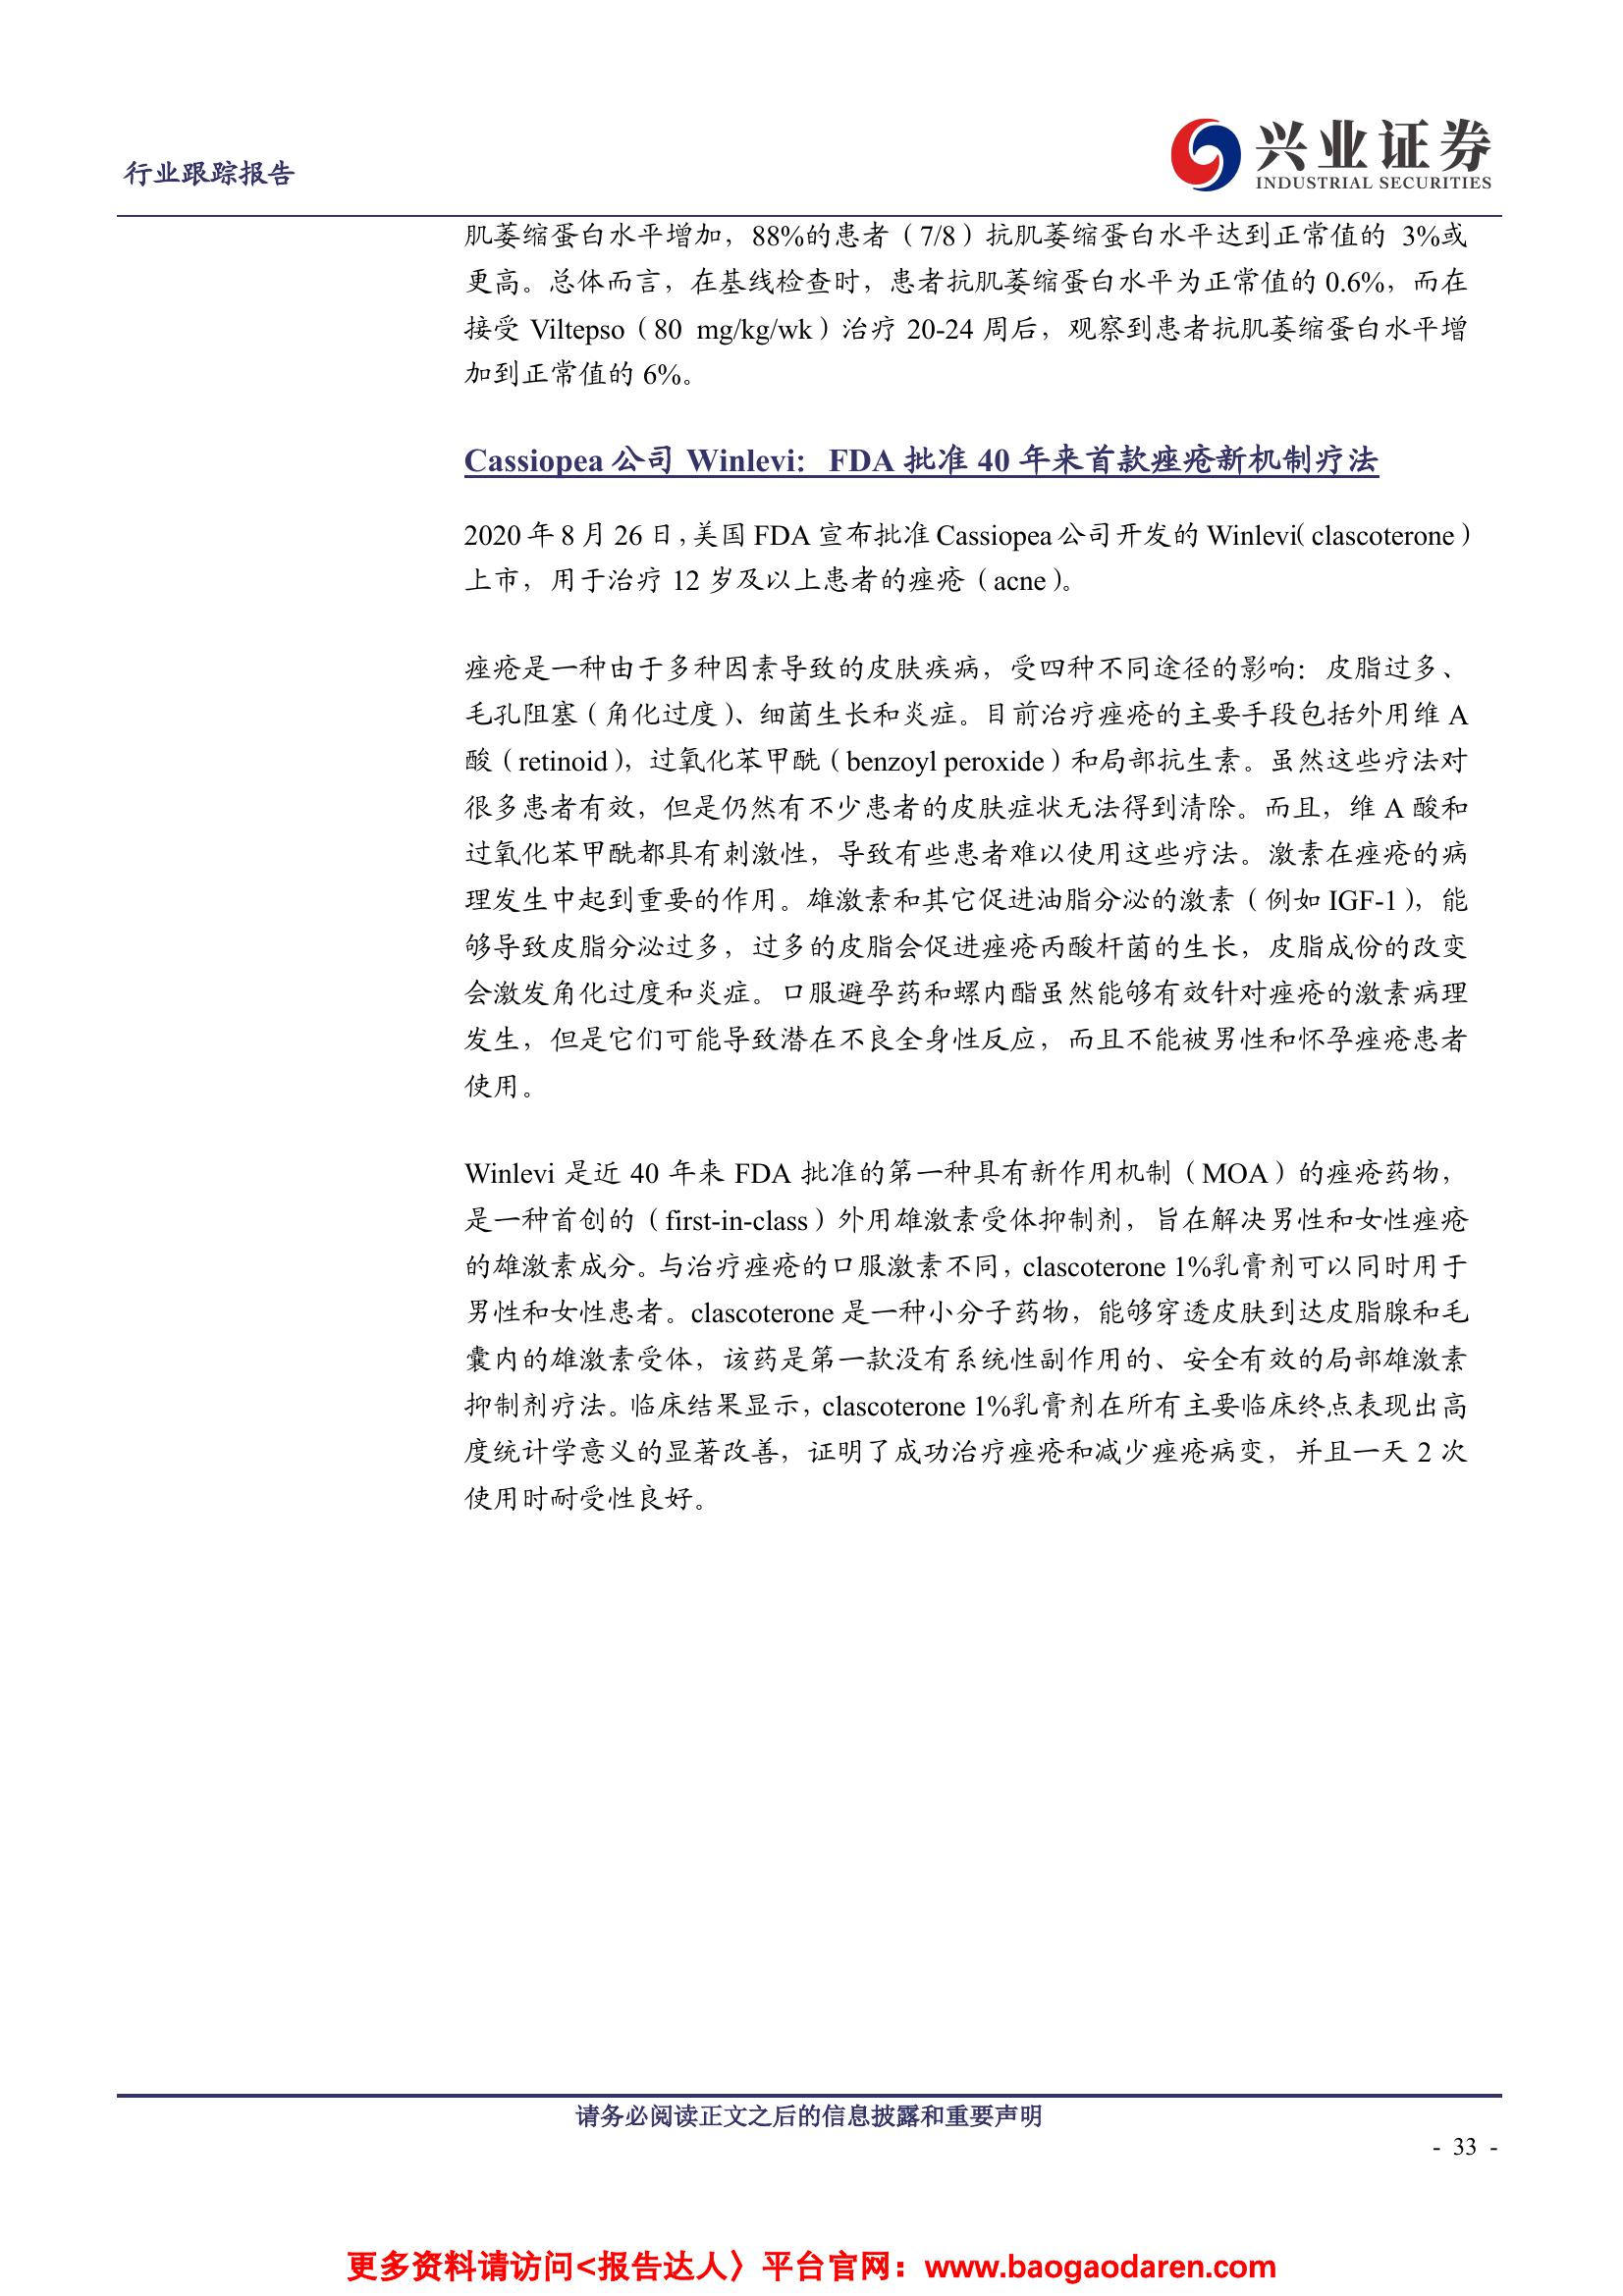 行业跟踪报告
兴业证券
INDUSTRIAL SECURITIES
肌萎缩蛋白水平增加，88%的患者（7/8）抗肌萎缩蛋白水平达到正常值的 3%或
更高。总体而言，在基线检查时，患者抗肌萎缩蛋白水平为正常值的 0.6%，而在
接受 Viltepso（80 mg/kg/wk）治疗 20-24 周后，观察到患者抗肌萎缩蛋白水平增
加到正常值的 6%。
Cassiopea 公司 Winlevi：FDA 批准 40 年来首款痤疮新机制疗法
2020 年 8 月 26 日，美国 FDA 宣布批准 Cassiopea 公司开发的 Winlevi（clascoterone）
上市，用于治疗 12 岁及以上患者的痤疮（acne）。
痤疮是一种由于多种因素导致的皮肤疾病，受四种不同途径的影响：皮脂过多、
毛孔阻塞（角化过度）、细菌生长和炎症。目前治疗痤疮的主要手段包括外用维 A
酸（retinoid），过氧化苯甲酰（benzoyl peroxide）和局部抗生素。虽然这些疗法对
很多患者有效，但是仍然有不少患者的皮肤症状无法得到清除。而且，维 A 酸和
过氧化苯甲酰都具有刺激性，导致有些患者难以使用这些疗法。激素在痤疮的病
理发生中起到重要的作用。雄激素和其它促进油脂分泌的激素（例如 IGF-1），能
够导致皮脂分泌过多，过多的皮脂会促进痤疮丙酸杆菌的生长，皮脂成份的改变
会激发角化过度和炎症。口服避孕药和螺内酯虽然能够有效针对痤疮的激素病理
发生，但是它们可能导致潜在不良全身性反应，而且不能被男性和怀孕痤疮患者
使用。
Winlevi 是近 40 年来 FDA 批准的第一种具有新作用机制（MOA）的痤疮药物，
是一种首创的（first-in-class）外用雄激素受体抑制剂，旨在解决男性和女性痤疮
的雄激素成分。与治疗痤疮的口服激素不同，clascoterone 1%乳膏剂可以同时用于
男性和女性患者。clascoterone 是一种小分子药物，能够穿透皮肤到达皮脂腺和毛
囊内的雄激素受体，该药是第一款没有系统性副作用的、安全有效的局部雄激素
抑制剂疗法。临床结果显示，clascoterone 1%乳膏剂在所有主要临床终点表现出高
度统计学意义的显著改善，证明了成功治疗痤疮和减少痤疮病变，并且一天 2 次
使用时耐受性良好。
请务必阅读正文之后的信息披露和重要声明
- 33 -
更多资料请访问<报告达人〉平台官网：www.baogaodaren.com